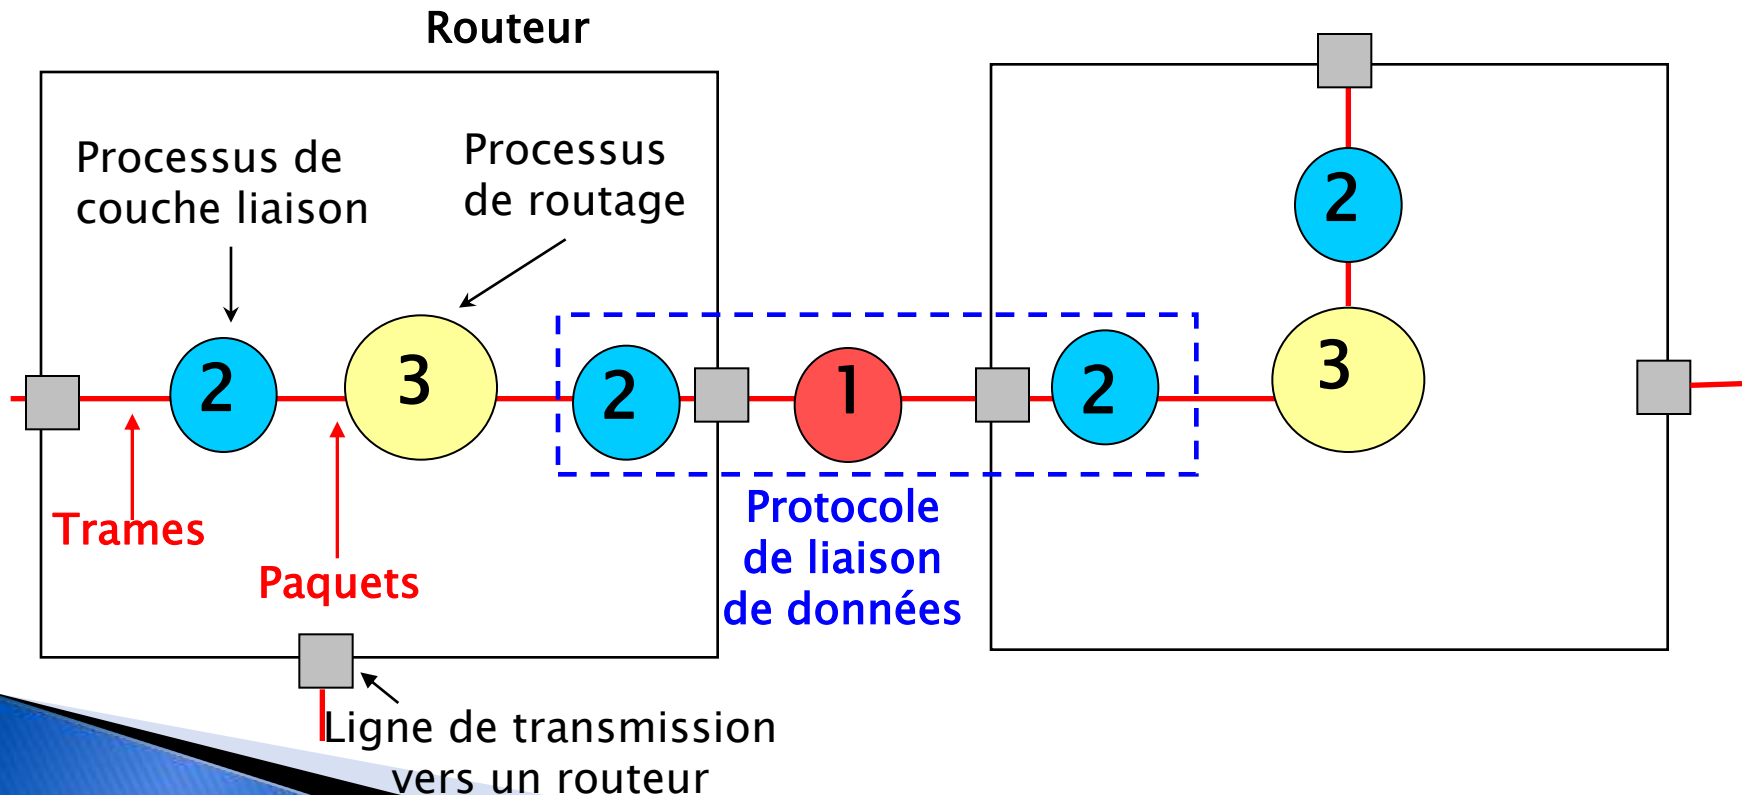 Routeur
Processus de
couche liaison
Processus
de routage
2
3
2
1
2
3
2
Trames
Paquets
Protocole
de liaison
de données
Ligne de transmission
vers un routeur